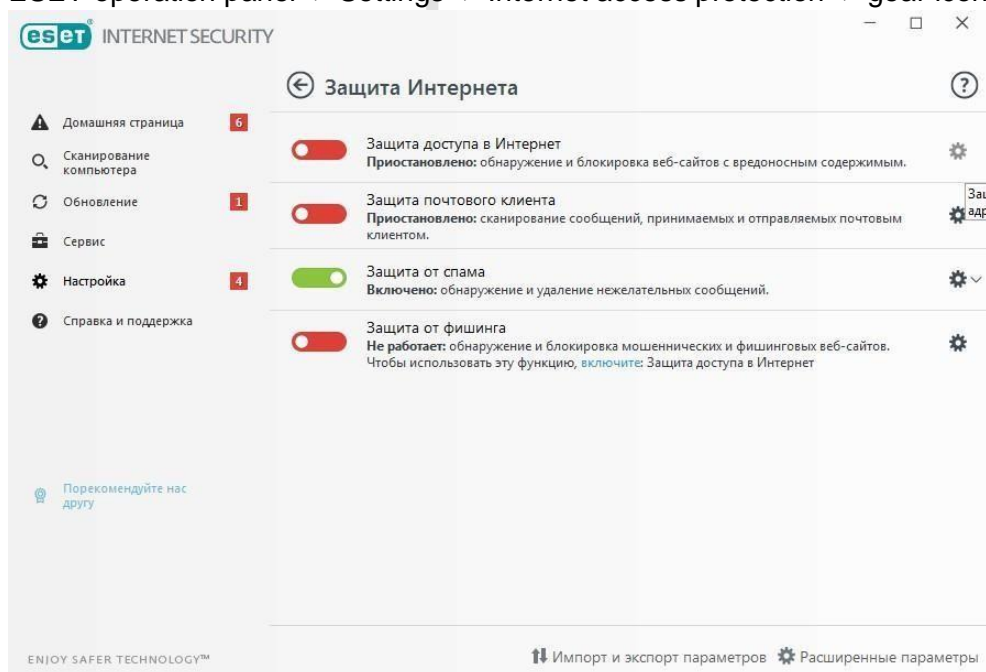 ESET operation panel → Settings → Internet access protection → gear icon
eset INTERNET SECURITY
Защита Интернета
Домашняя страница 6
Сканирование
компьютера
Обновление 1
Сервис
Настройка 4
Справка и поддержка
Порекомендуйте нас
другу
Защита доступа в Интернет
Приостановлено: обнаружение и блокировка веб-сайтов с вредоносным содержимым.
Защита почтового клиента
Приостановлено: сканирование сообщений, принимаемых и отправляемых почтовым
клиентом.
Защита от спама
Включено: обнаружение и удаление нежелательных сообщений.
Защита от фишинга
Не работает: обнаружение и блокировка мошеннических и фишинговых веб-сайтов.
Чтобы использовать эту функцию, включите: Защита доступа в Интернет
ENJOY SAFER TECHNOLOGY™
Импорт и экспорт параметров Расширенные параметры